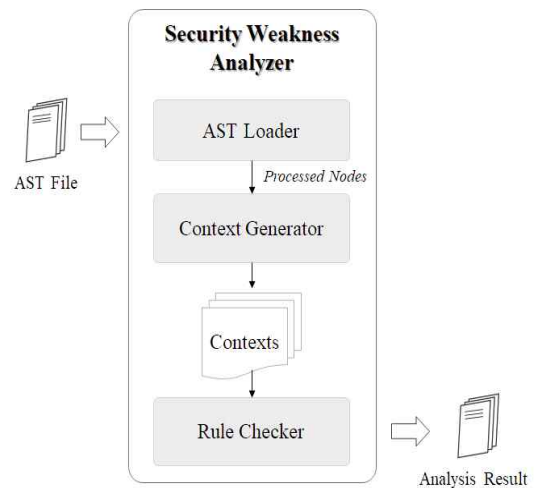 Security Weakness
Analyzer
AST Loader
AST File
Processed Nodes
Context Generator
Contexts
Rule Checker
Analysis Result